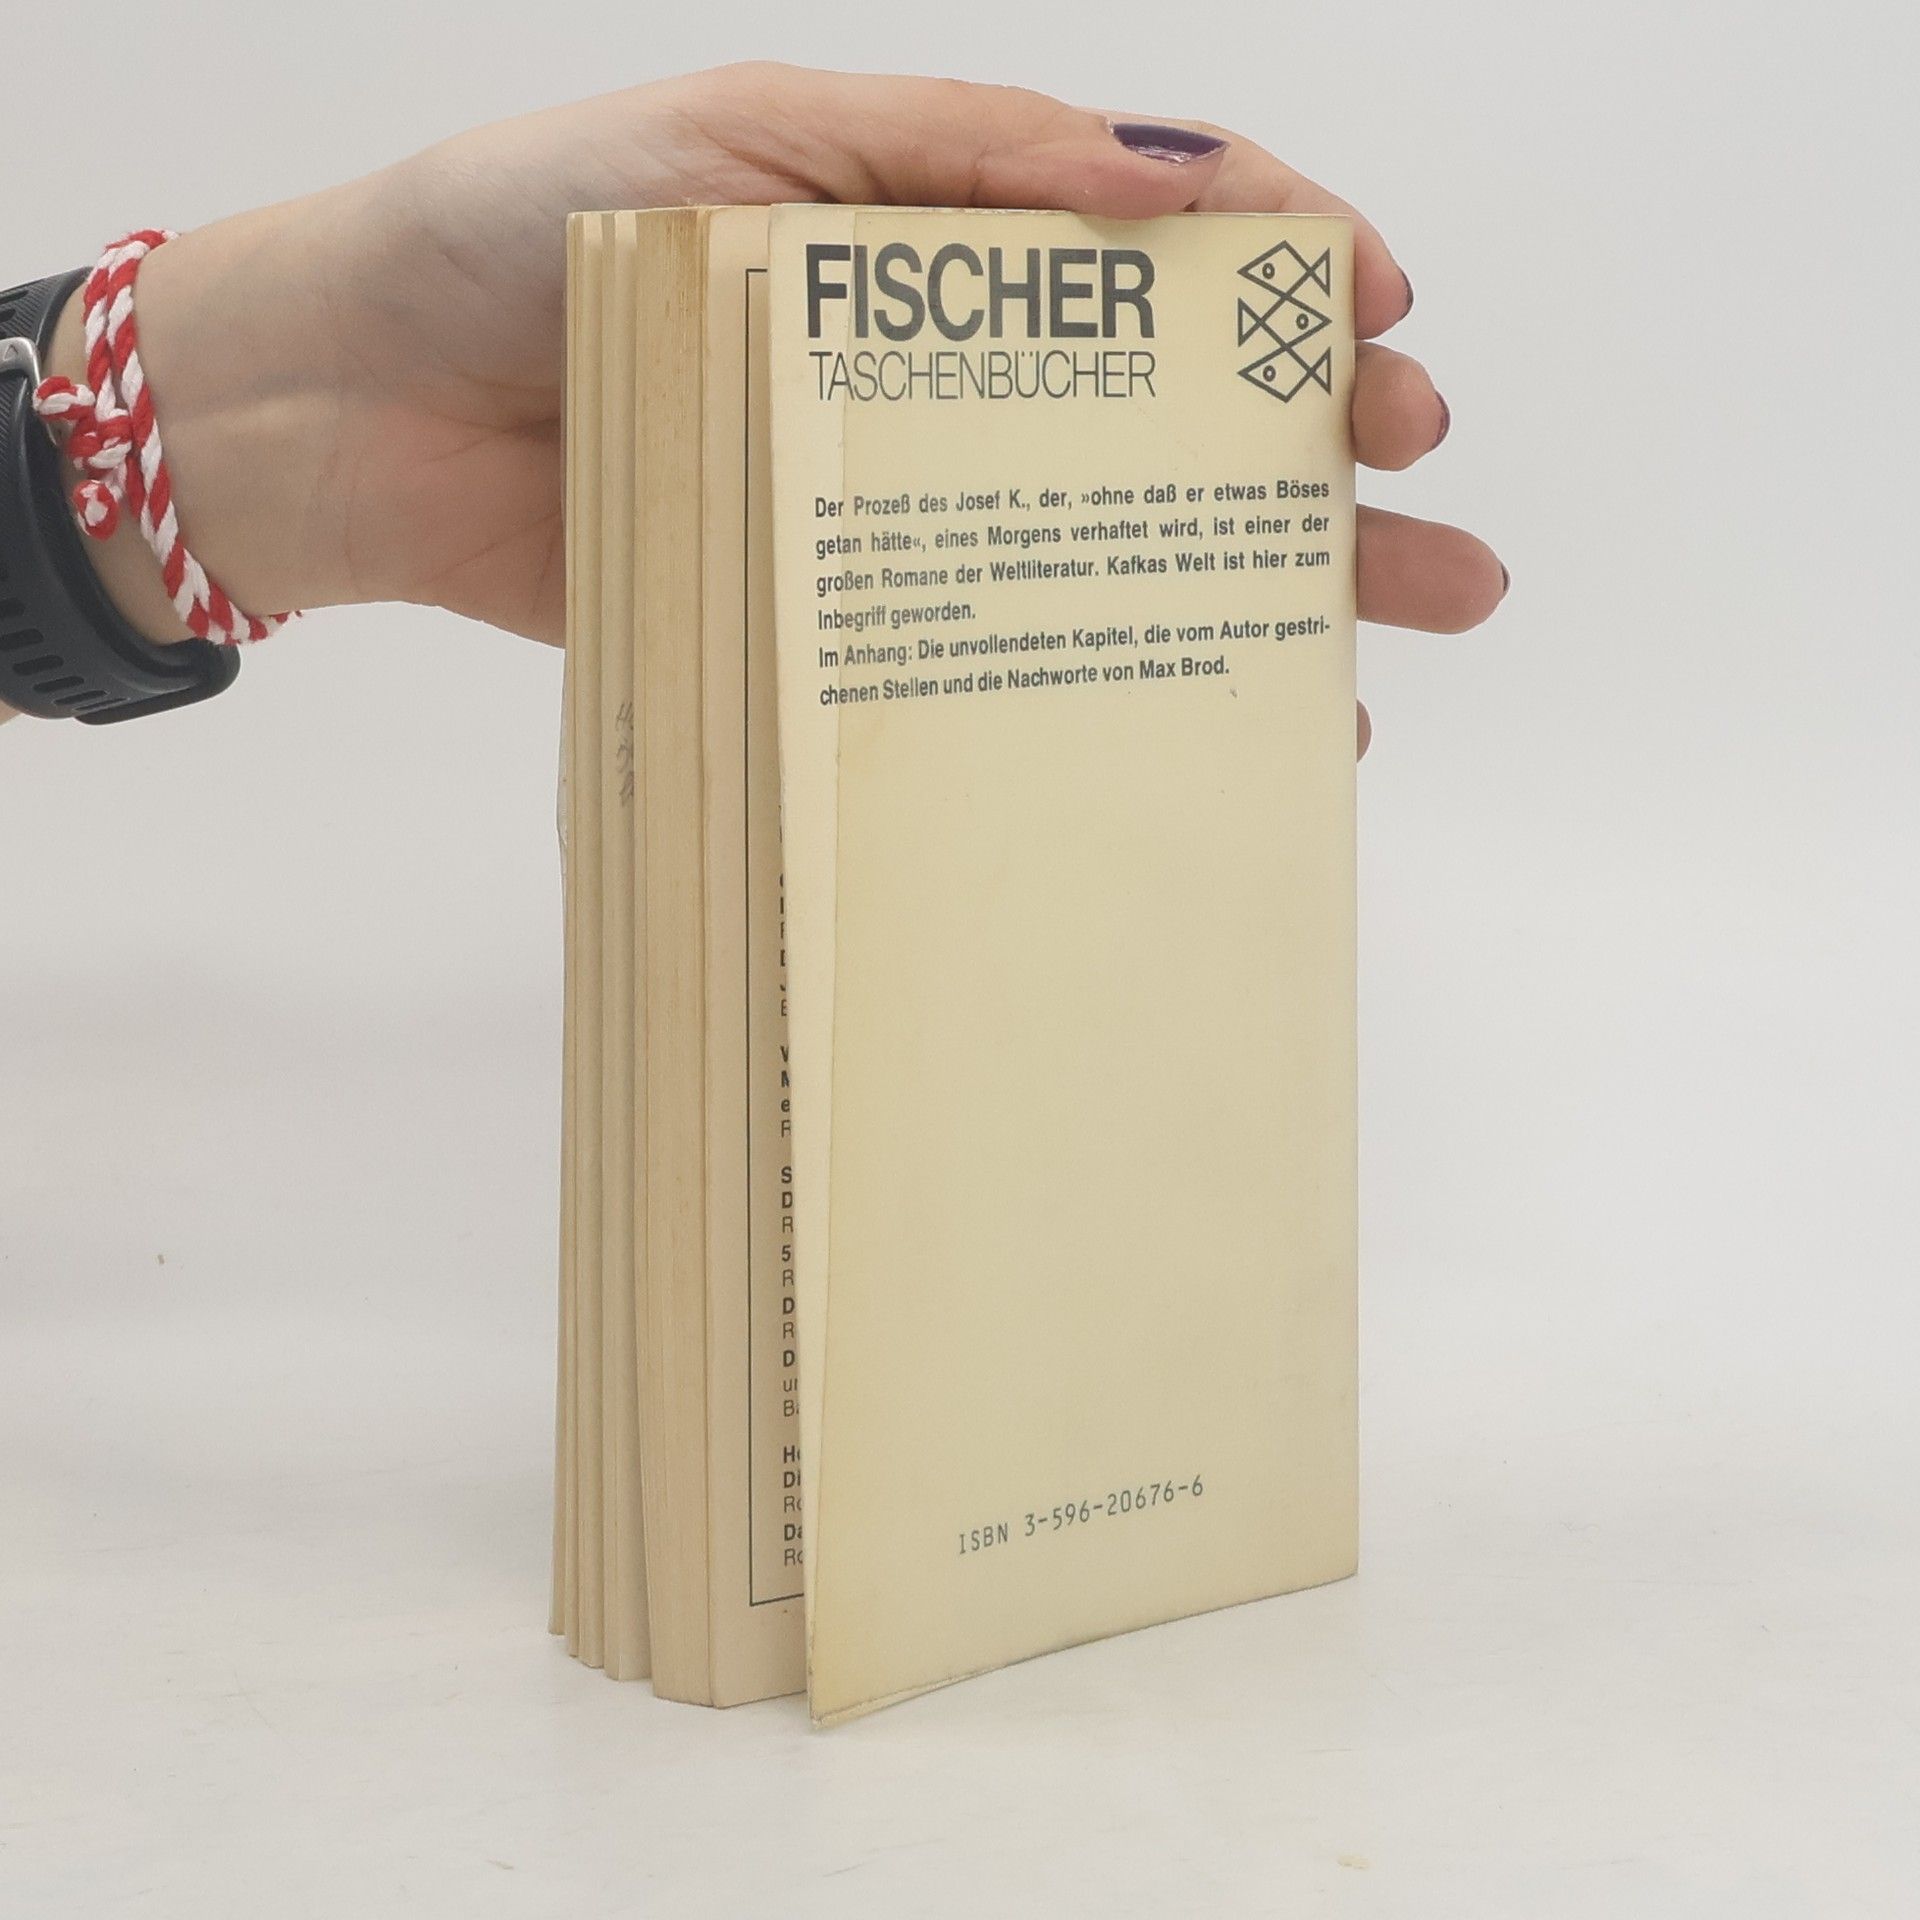 FISCHER
TASCHENBÜCHER
Der Prozeß des Josef K., der, »ohne daß er etwas Böses
getan hätte«, eines Morgens verhaftet wird, ist einer der
großen Romane der Weltliteratur. Kafkas Welt ist hier zum
Inbegriff geworden.
Im Anhang: Die unvollendeten Kapitel, die vom Autor gestri-
chenen Stellen und die Nachworte von Max Brod.
ISBN 3-596-20676-6